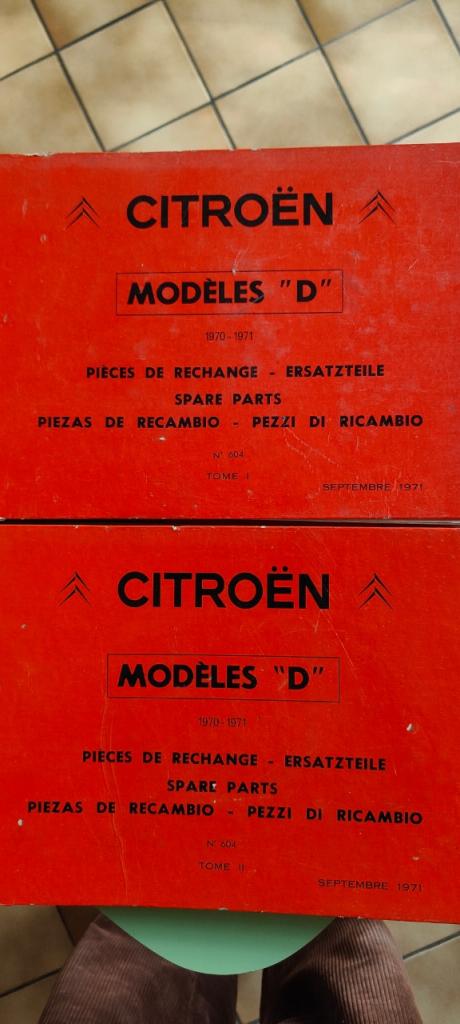 CITROËN
MODÈLES "D"
1970-1971
PIÈCES DE RECHANGE - ERSATZTEILE
SPARE PARTS
PIEZAS DE RECAMBIO - PEZZI DI RICAMBIO
N° 604
TOME I
SEPTEMBRE 1971
CITROËN
MODÈLES "D"
1970-1971
PIÈCES DE RECHANGE - ERSATZTEILE
SPARE PARTS
PIEZAS DE RECAMBIO - PEZZI DI RICAMBIO
N° 604
TOME II
SEPTEMBRE 1971